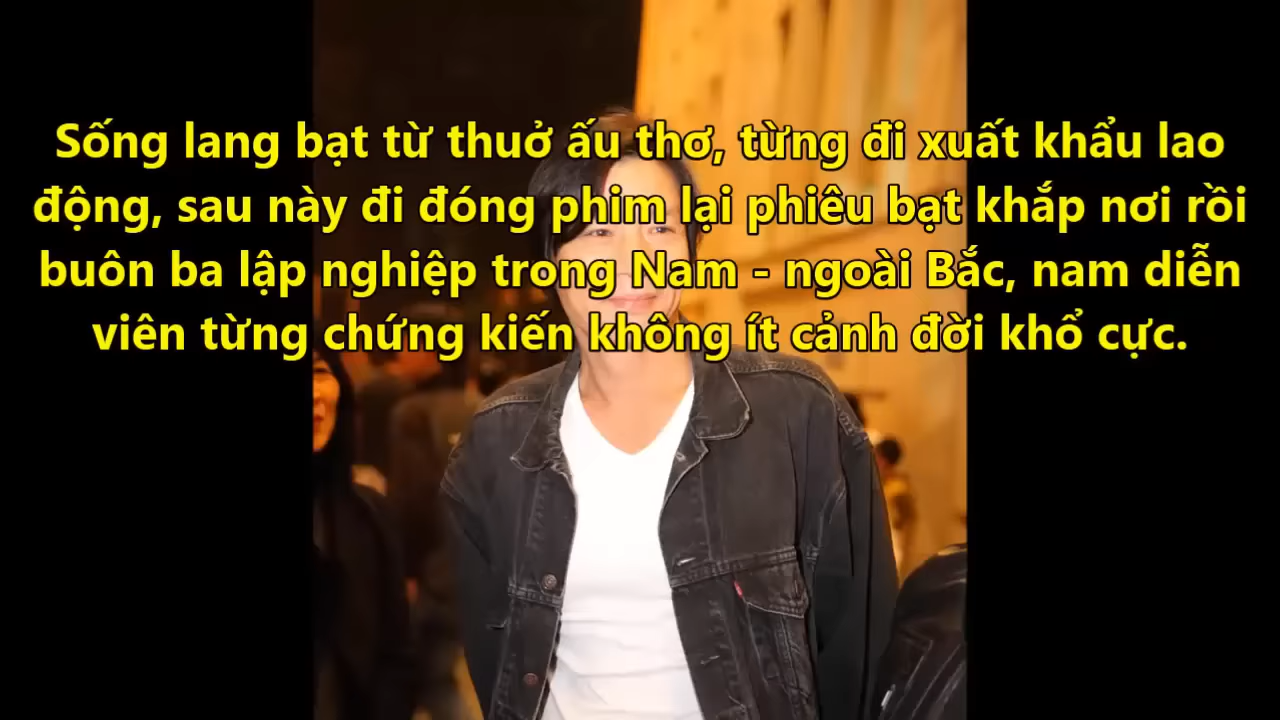 Sống lang bạt từ thuở ấu thơ, từng đi xuất khẩu lao
động, sau này đi đóng phim lại phiêu bạt khắp nơi rồi
buôn ba lập nghiệp trong Nam - ngoài Bắc, nam diễn
viên từng chứng kiến không ít cảnh đời khổ cực.